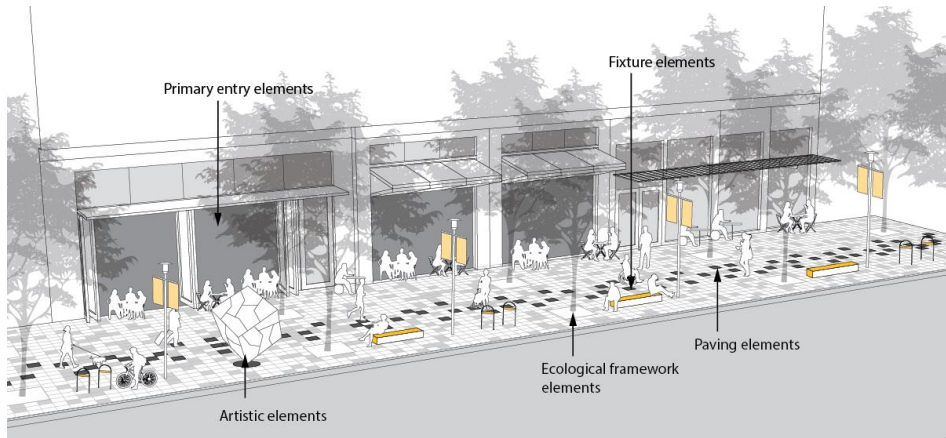 Fixture elements
Primary entry elements
Paving elements
Ecological framework
elements
Artistic elements